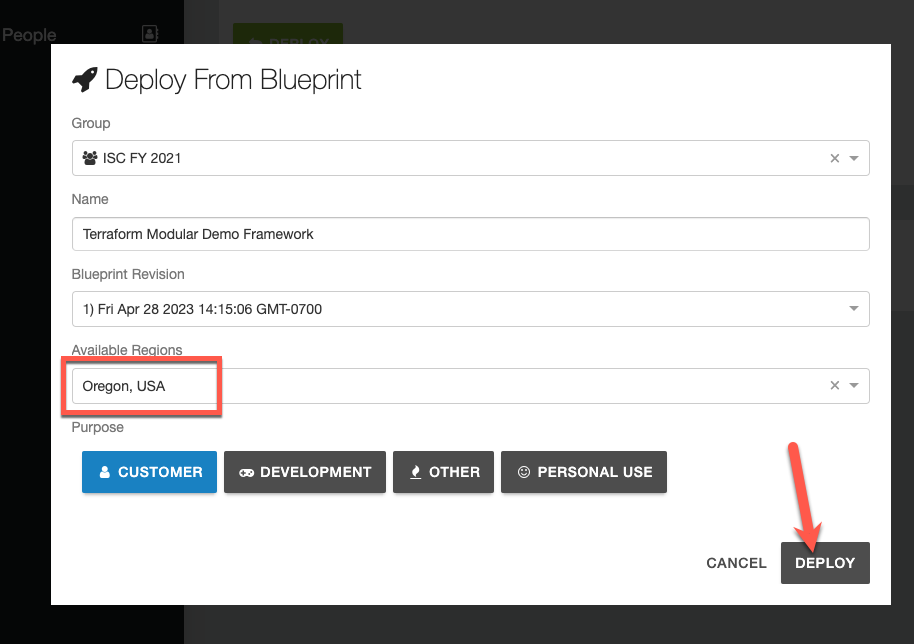 People
DEPLOY
Deploy From Blueprint
Group
ISC FY 2021
Name
Terraform Modular Demo Framework
Blueprint Revision
1) Fri Apr 28 2023 14:15:06 GMT-0700
Available Regions
Oregon, USA
Purpose
CUSTOMER DEVELOPMENT OTHER PERSONAL USE
CANCEL DEPLOY